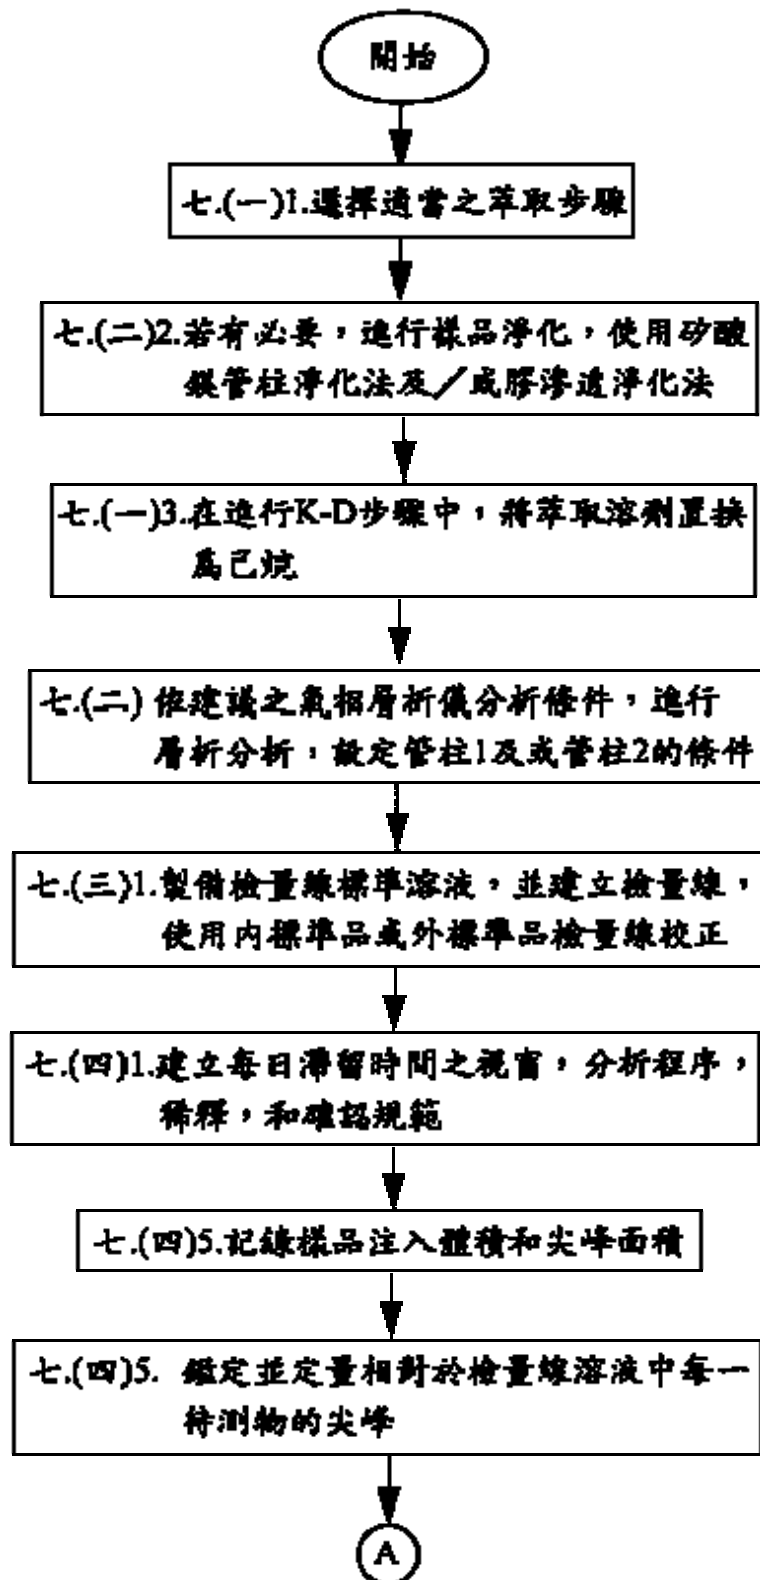 開始
七.(一)1.選擇適當之萃取步驟
七.(二)2.若有必要，進行樣品淨化，使用矽酸
鎂管柱淨化法及／或膠滲透淨化法
七.(一)3.在進行K-D步驟中，將萃取溶劑置換
為己烷
七.(二) 依建議之氣相層析儀分析條件，進行
層析分析，設定管柱1及或管柱2的條件
七.(三)1.製備檢量線標準溶液，並建立檢量線，
使用內標準品或外標準品檢量線校正
七.(四)1.建立每日滯留時間之視窗，分析程序，
稀釋，和確認規範
七.(四)5.記錄樣品注入體積和尖峰面積
七.(四)5. 鑑定並定量相對於檢量線溶液中每一
待測物的尖峰
A